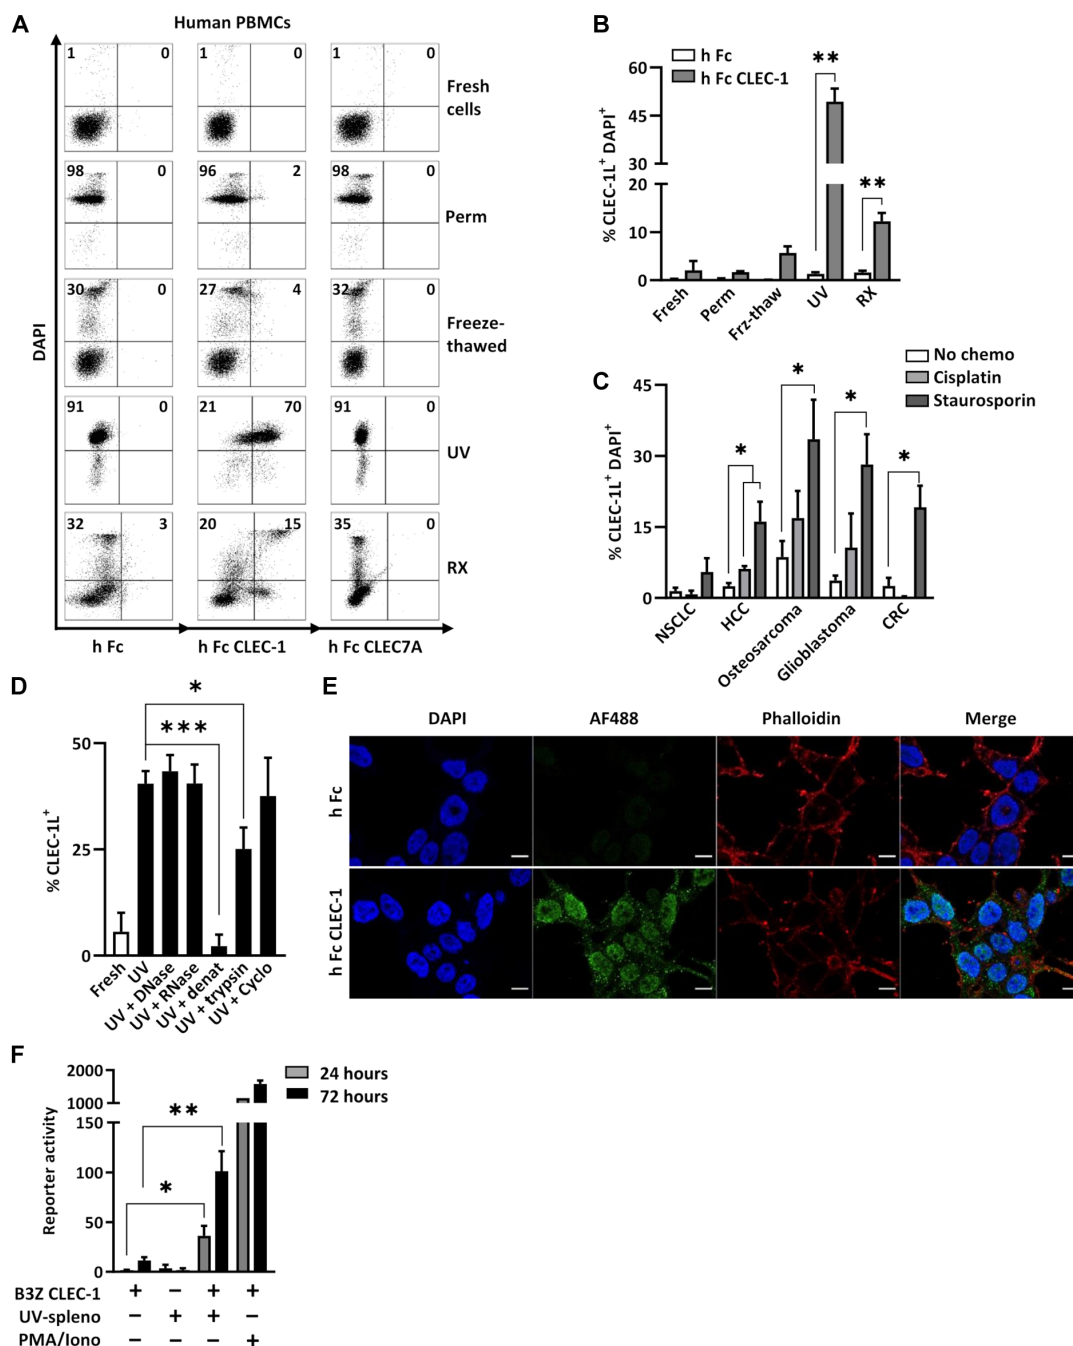 A
Human PBMCs
1 0 1 0 1 0
Fresh
cells
98 0 96 2 98 0
Perm
30 0 27 4 32 0
Freeze-
thawed
91 0 21 70 91 0
UV
32 3 20 15 35 0
RX
DAPI
h Fc h Fc CLEC-1 h Fc CLEC7A
B
h Fc
h Fc CLEC-1
% CLEC-1L+ DAPI+
60
45
30
20
10
0
**
**
Fresh Perm Frz-thaw UV RX
C
No chemo
Cisplatin
Staurosporin
% CLEC-1L+ DAPI+
45
30
15
0
* * * *
NSCLC HCC Osteosarcoma Glioblastoma CRC
D
% CLEC-1L+
50
25
0
*
***
Fresh UV UV + DNase UV + RNase UV + denat UV + trypsin UV + Cyclo
E
DAPI AF488 Phalloidin Merge
h Fc
h Fc CLEC-1
F
24 hours
72 hours
Reporter activity
2000
1000
150
100
50
0
**
*
B3Z CLEC-1 + − + +
UV-spleno − + + −
PMA/Iono − − − +